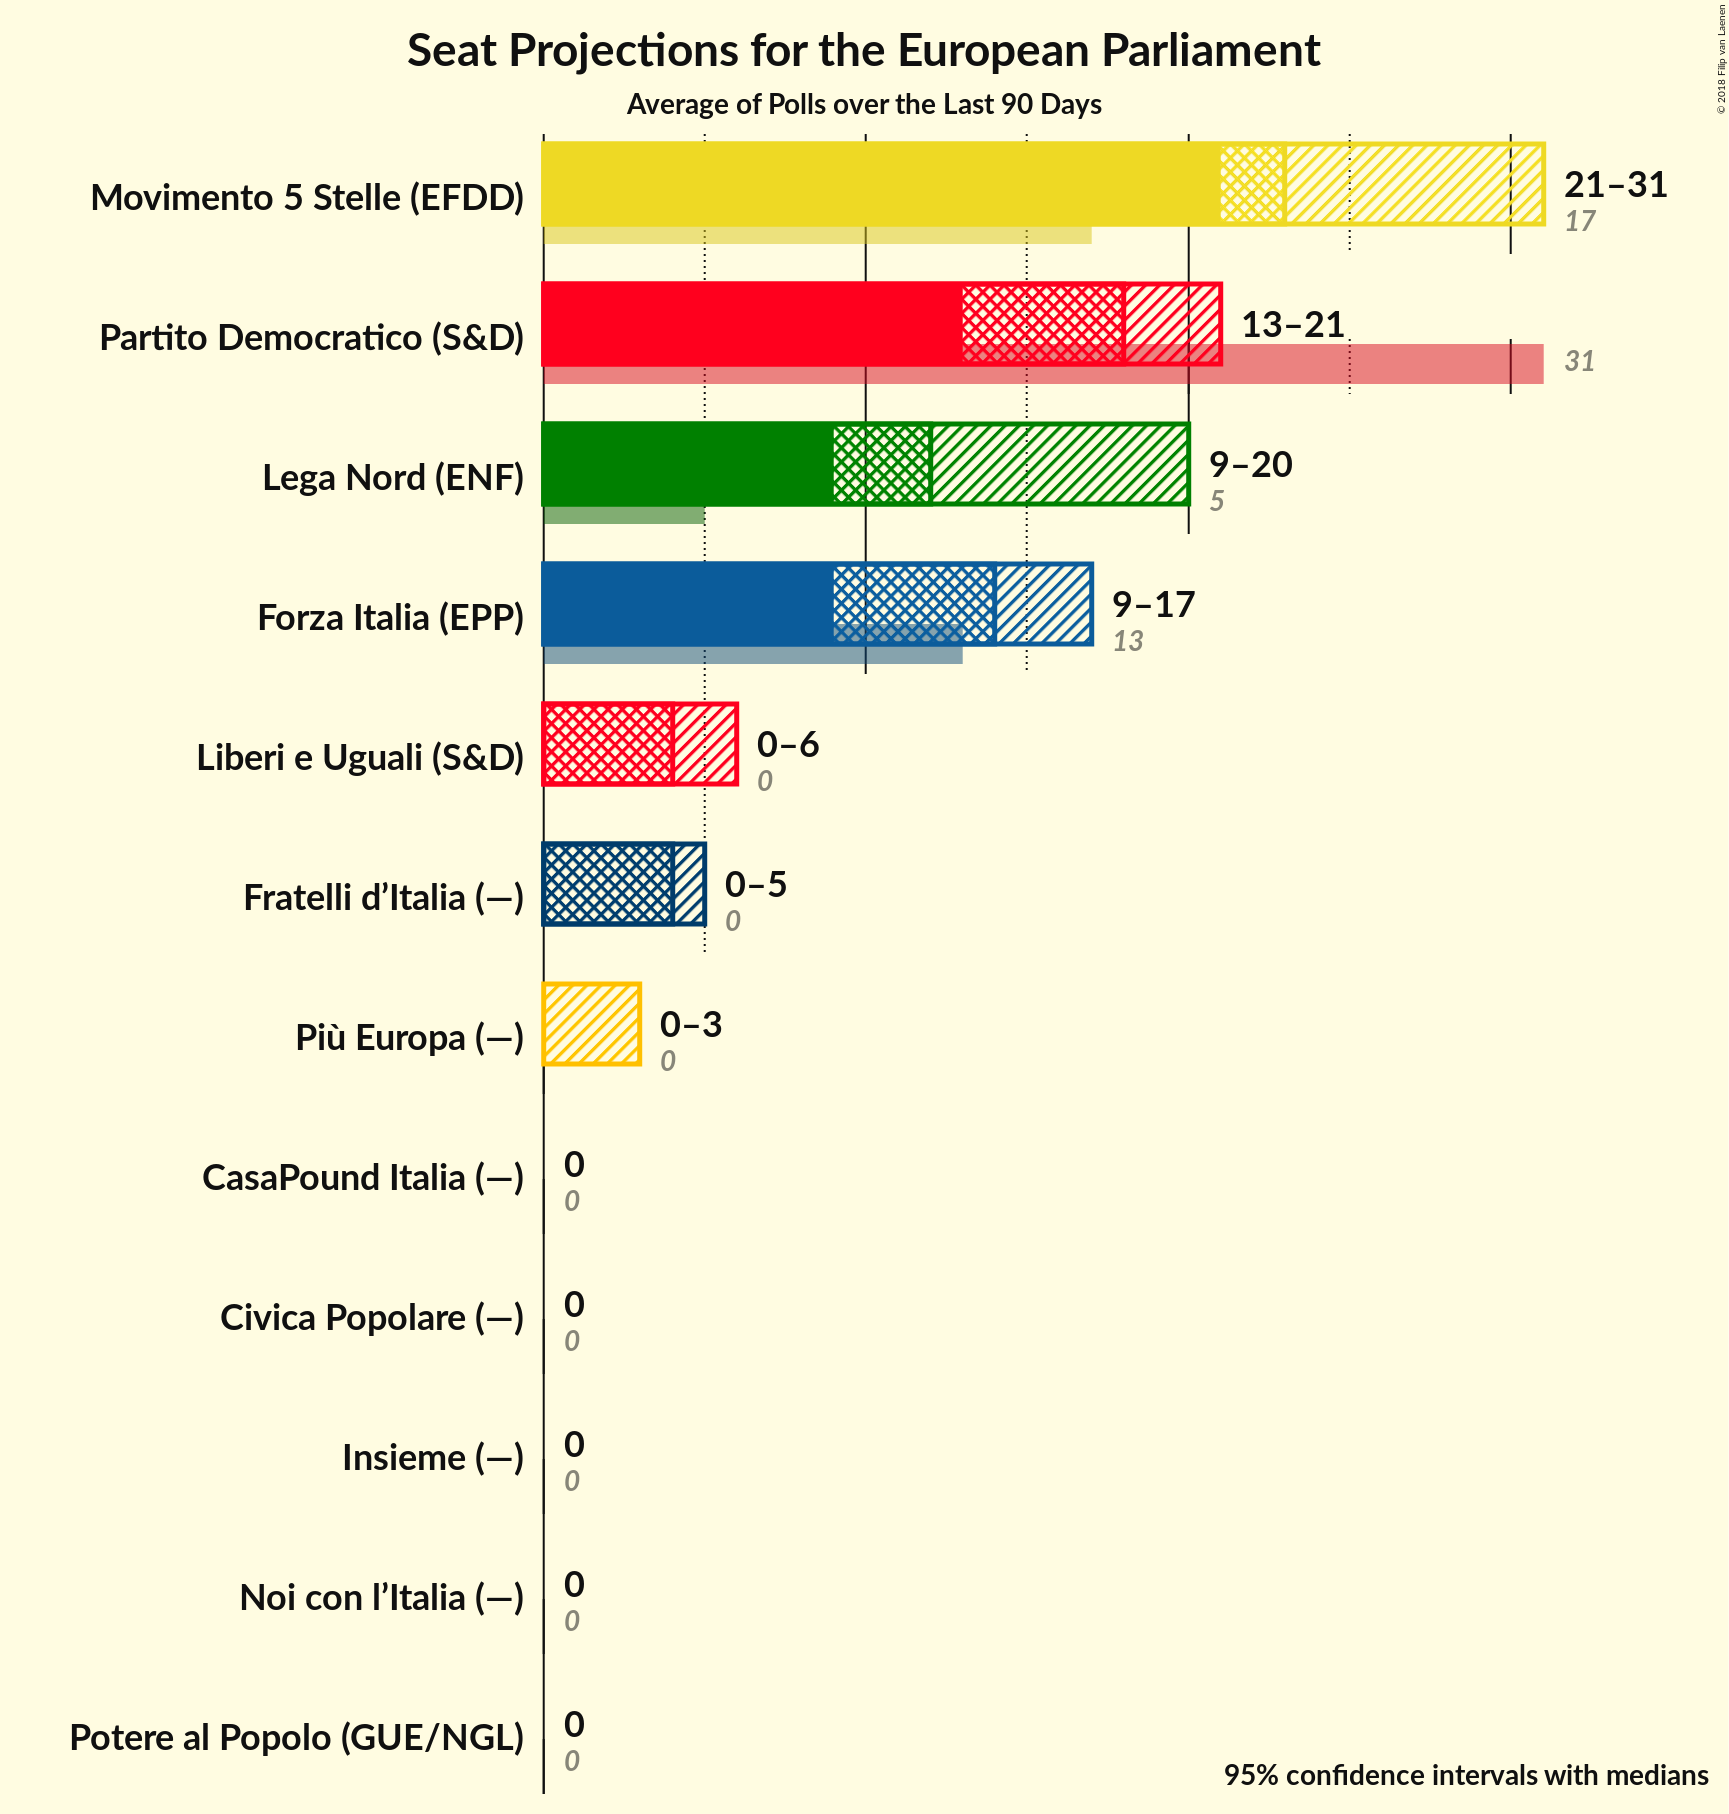 Seat Projections for the European Parliament
Average of Polls over the Last 90 Days
© 2018 Filip van Laenen
Movimento 5 Stelle (EFDD)
21–31
17
Partito Democratico (S&D)
13–21
31
Lega Nord (ENF)
9–20
5
Forza Italia (EPP)
9–17
13
Liberi e Uguali (S&D)
0–6
0
Fratelli d’Italia (—)
0–5
0
Più Europa (—)
0–3
0
CasaPound Italia (—)
0
0
Civica Popolare (—)
0
0
Insieme (—)
0
0
Noi con l’Italia (—)
0
0
Potere al Popolo (GUE/NGL)
0
0
95% confidence intervals with medians